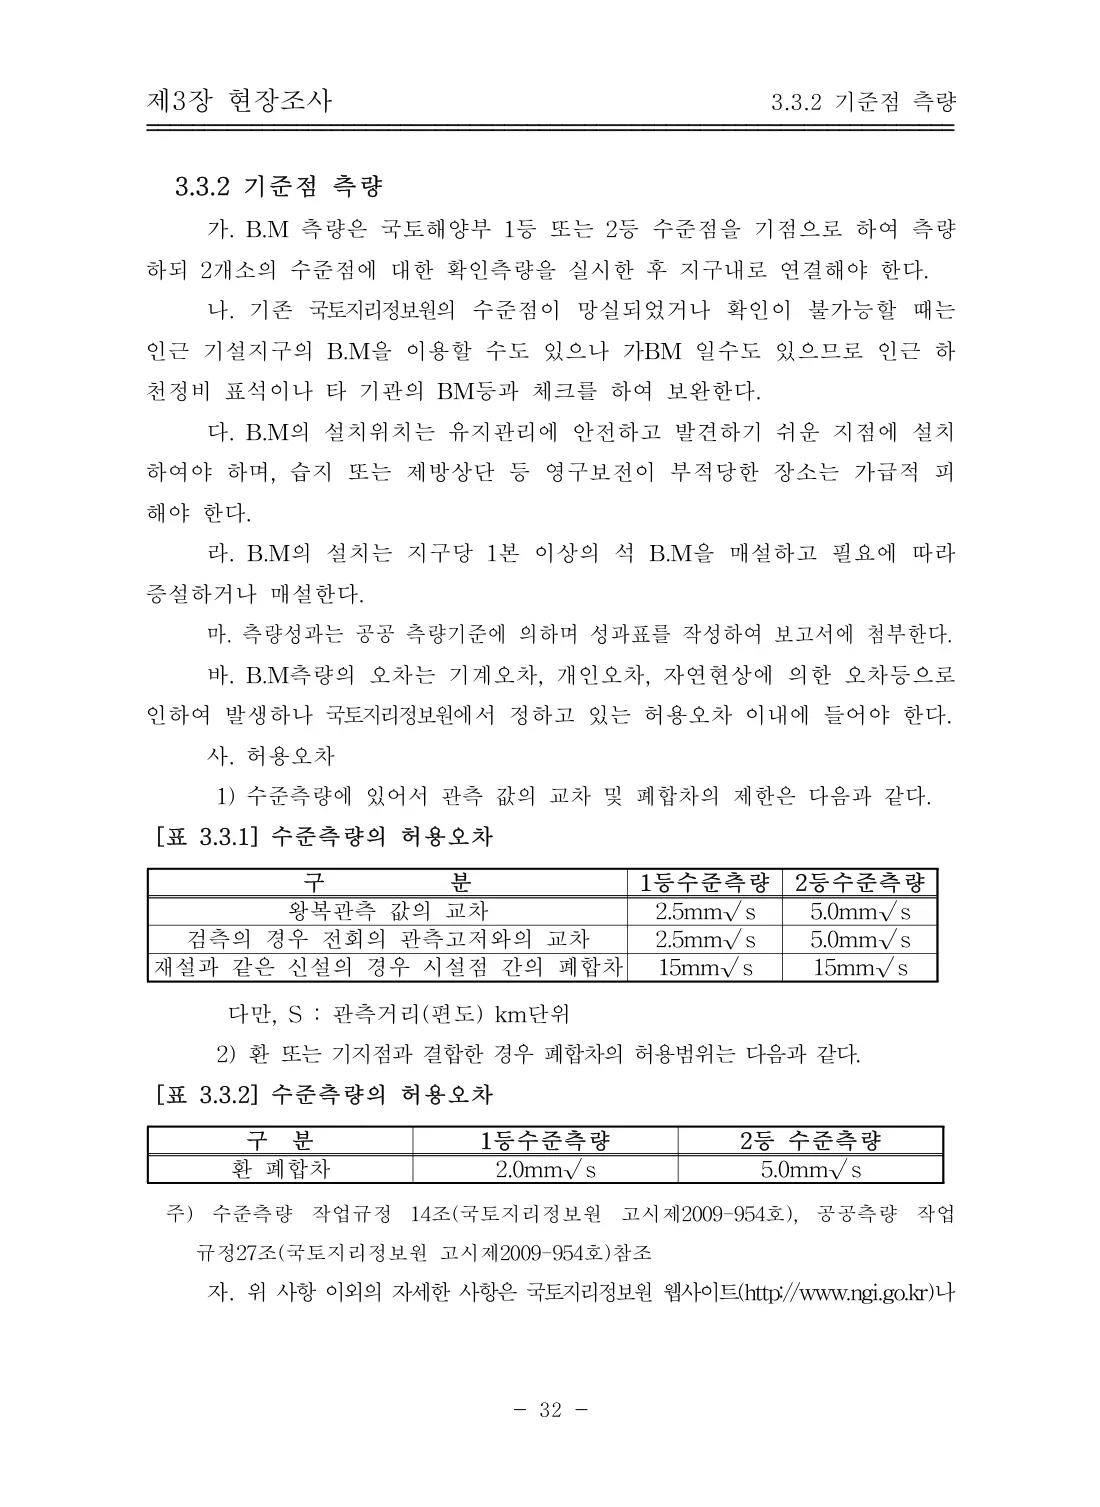 제3장 현장조사 3.3.2 기준점 측량
3.3.2 기준점 측량
가. B.M 측량은 국토해양부 1등 또는 2등 수준점을 기점으로 하여 측량
하되 2개소의 수준점에 대한 확인측량을 실시한 후 지구내로 연결해야 한다.
나. 기존 국토지리정보원의 수준점이 망실되었거나 확인이 불가능할 때는
인근 기설지구의 B.M을 이용할 수도 있으나 가BM 일수도 있으므로 인근 하
천정비 표석이나 타 기관의 BM등과 체크를 하여 보완한다.
다. B.M의 설치위치는 유지관리에 안전하고 발견하기 쉬운 지점에 설치
하여야 하며, 습지 또는 제방상단 등 영구보전이 부적당한 장소는 가급적 피
해야 한다.
라. B.M의 설치는 지구당 1본 이상의 석 B.M을 매설하고 필요에 따라
증설하거나 매설한다.
마. 측량성과는 공공 측량기준에 의하며 성과표를 작성하여 보고서에 첨부한다.
바. B.M측량의 오차는 기계오차, 개인오차, 자연현상에 의한 오차등으로
인하여 발생하나 국토지리정보원에서 정하고 있는 허용오차 이내에 들어야 한다.
사. 허용오차
1) 수준측량에 있어서 관측 값의 교차 및 폐합차의 제한은 다음과 같다.
[표 3.3.1] 수준측량의 허용오차
구 분 1등수준측량 2등수준측량
왕복관측 값의 교차 2.5mm√s 5.0mm√s
검측의 경우 전회의 관측고저와의 교차 2.5mm√s 5.0mm√s
재설과 같은 신설의 경우 시설점 간의 폐합차 15mm√s 15mm√s
다만, S : 관측거리(편도) km단위
2) 환 또는 기지점과 결합한 경우 폐합차의 허용범위는 다음과 같다.
[표 3.3.2] 수준측량의 허용오차
구 분 1등수준측량 2등 수준측량
환 폐합차 2.0mm√s 5.0mm√s
주) 수준측량 작업규정 14조(국토지리정보원 고시제2009-954호), 공공측량 작업
규정27조(국토지리정보원 고시제2009-954호)참조
자. 위 사항 이외의 자세한 사항은 국토지리정보원 웹사이트(http://www.ngi.go.kr)나
- 32 -